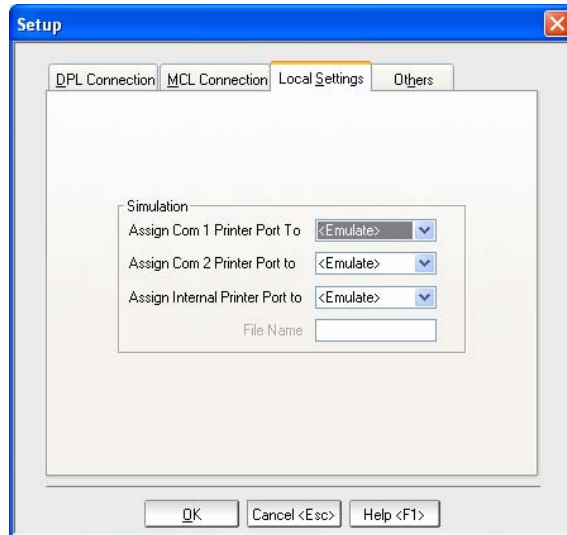 Setup
DPL Connection MCL Connection Local Settings Others
Simulation
Assign Com 1 Printer Port To <Emulate>
Assign Com 2 Printer Port to <Emulate>
Assign Internal Printer Port to <Emulate>
File Name
OK Cancel <Esc> Help <F1>